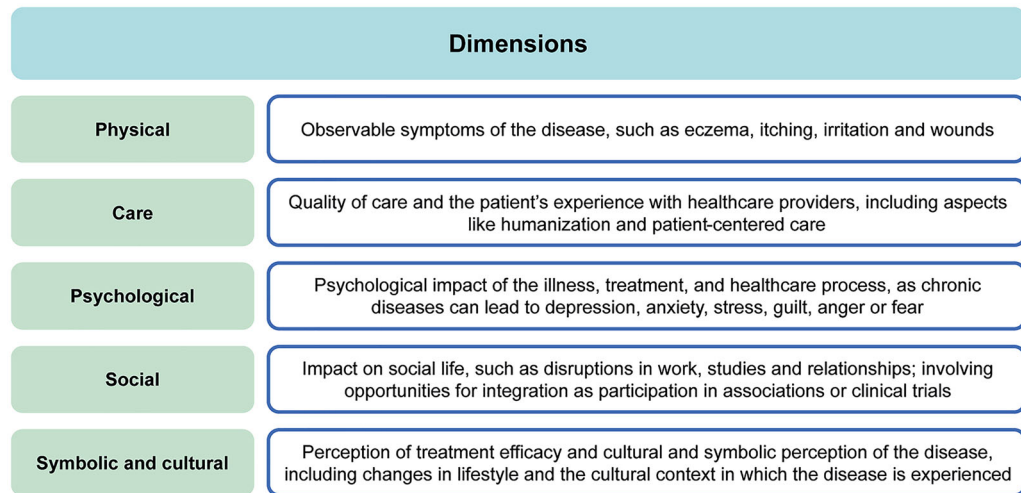 Dimensions
Physical
Observable symptoms of the disease, such as eczema, itching, irritation and wounds
Care
Quality of care and the patient's experience with healthcare providers, including aspects
like humanization and patient-centered care
Psychological
Psychological impact of the illness, treatment, and healthcare process, as chronic
diseases can lead to depression, anxiety, stress, guilt, anger or fear
Social
Impact on social life, such as disruptions in work, studies and relationships; involving
opportunities for integration as participation in associations or clinical trials
Symbolic and cultural
Perception of treatment efficacy and cultural and symbolic perception of the disease,
including changes in lifestyle and the cultural context in which the disease is experienced